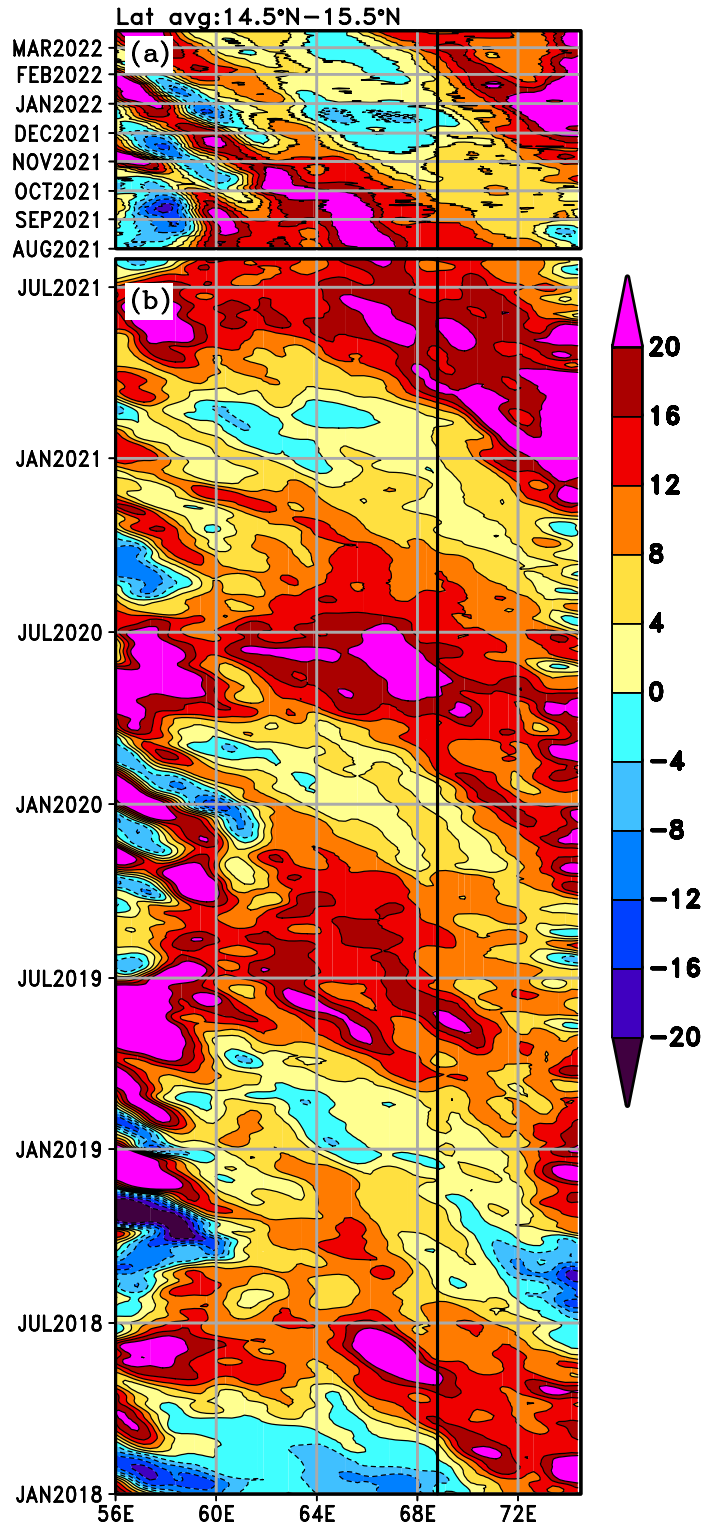 Lat avg:14.5°N−15.5°N
(a)
MAR2022
FEB2022
JAN2022
DEC2021
NOV2021
OCT2021
SEP2021
AUG2021
(b)
JUL2021
JAN2021
JUL2020
JAN2020
JUL2019
JAN2019
JUL2018
JAN2018
56E 60E 64E 68E 72E
20
16
12
8
4
0
−4
−8
−12
−16
−20